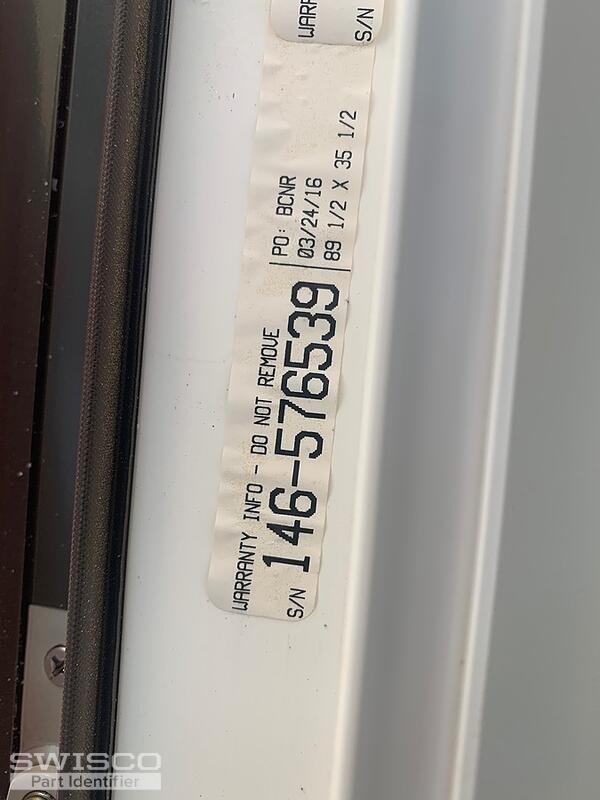 WARR
S/N
WARRANTY INFO - DO NOT REMOVE
S/N 146-576539
PO: BCNR
03/24/16
89 1/2 X 35 1/2
SWISCO
Part Identifier